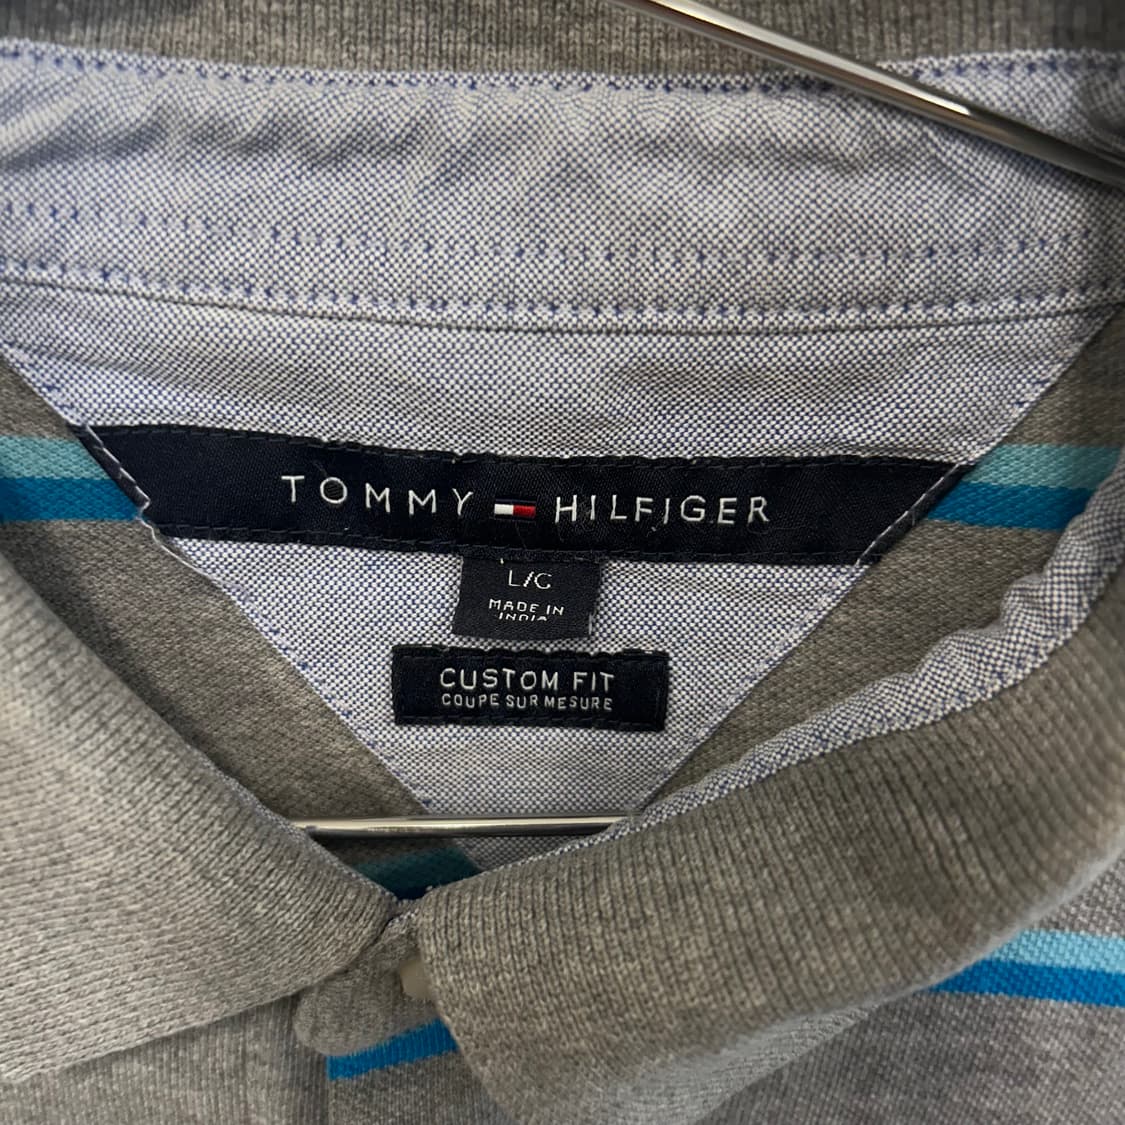 TOMMY HILFIGER
L/G
MADE IN
INDIA
CUSTOM FIT
COUPE SUR MESURE